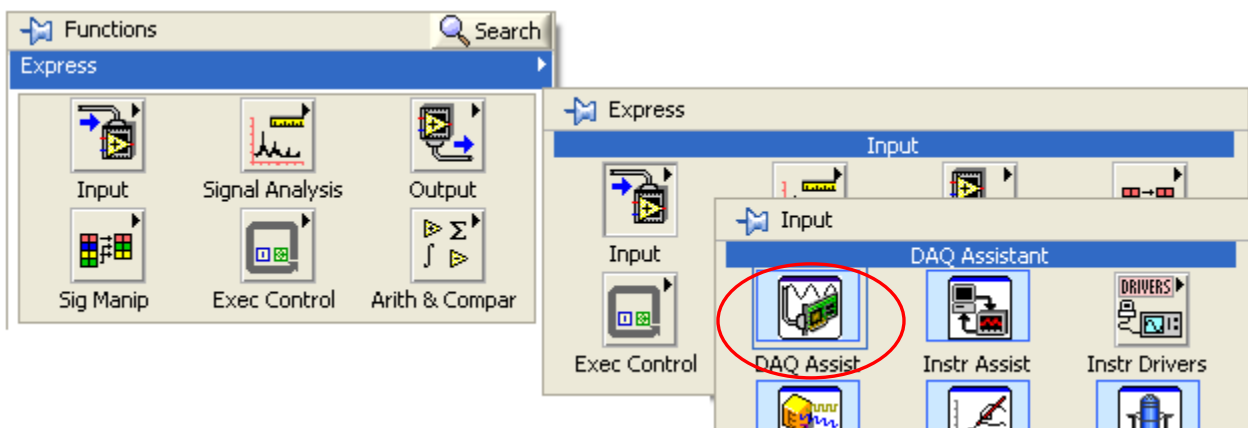 Functions
Search
Express
Input
Signal Analysis
Output
Sig Manip
Exec Control
Arith & Compar
Express
Input
Input
Exec Control
Input
DAQ Assistant
DRIVERS
DAQ Assist
Instr Assist
Instr Drivers